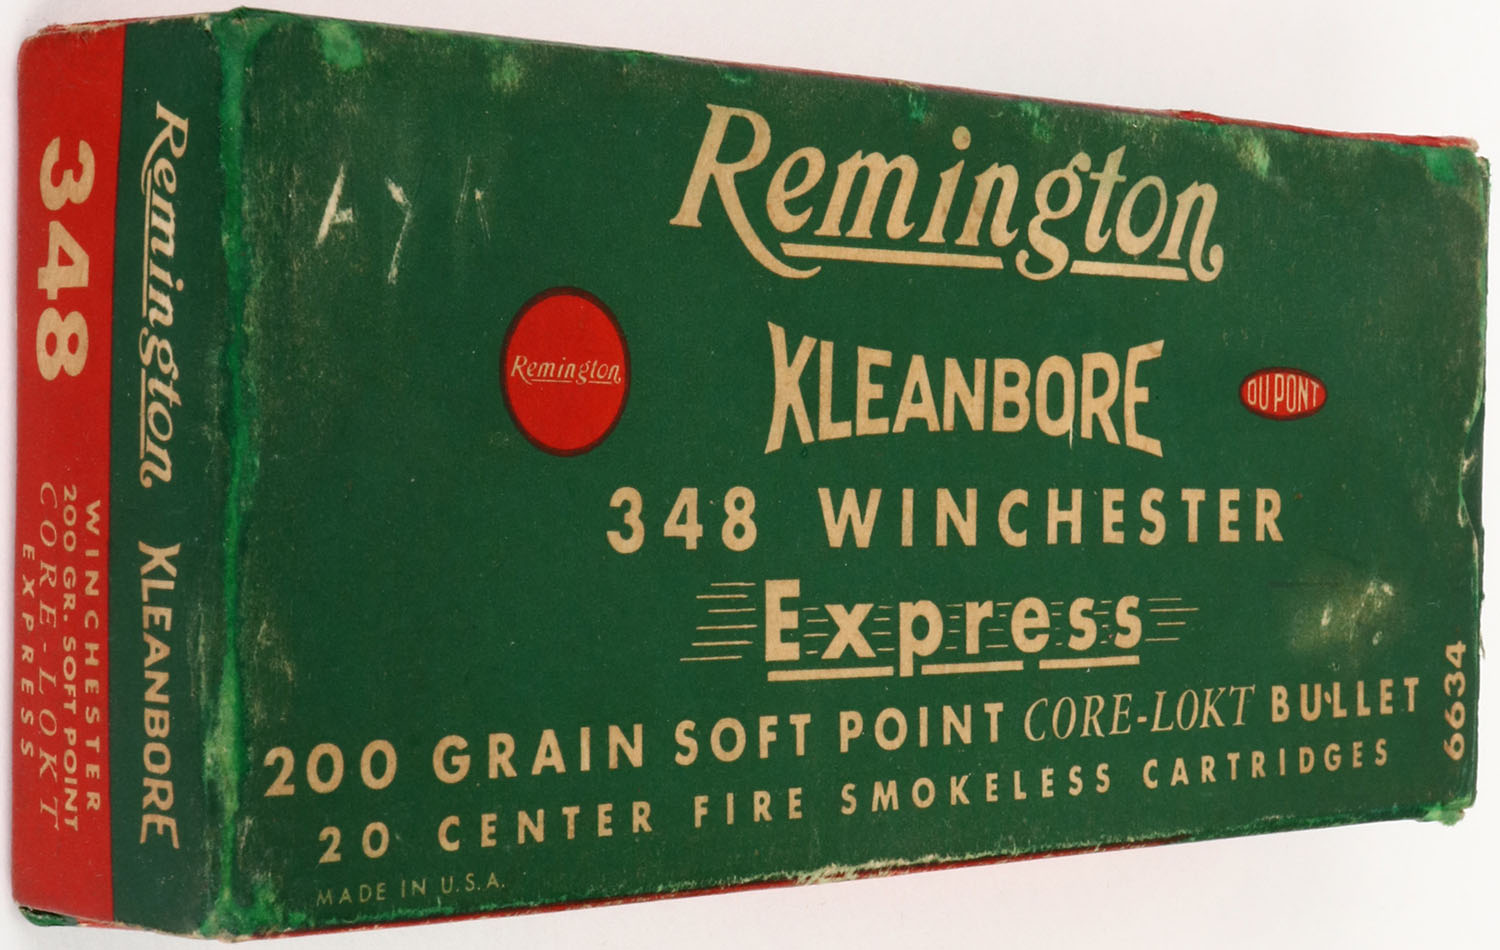 Remington
Remington
KLEANBORE
DU PONT
348 WINCHESTER
Express
200 GRAIN SOFT POINT CORE-LOKT BULLET
20 CENTER FIRE SMOKELESS CARTRIDGES
MADE IN U.S.A.
6634
Remington KLEANBORE
348
WINCHESTER
200 GR. SOFT POINT
CORE-LOKT
EXPRESS